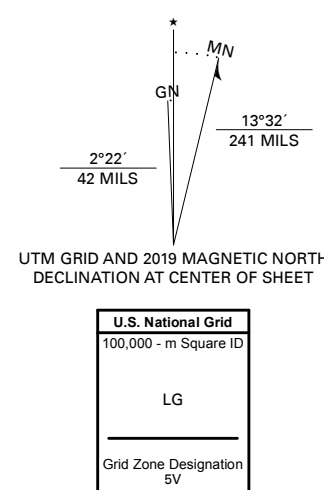 ★
MN
GN
13°32´
241 MILS
2°22´
42 MILS
UTM GRID AND 2019 MAGNETIC NORTH
DECLINATION AT CENTER OF SHEET
U.S. National Grid
100,000 - m Square ID
LG
Grid Zone Designation
5V